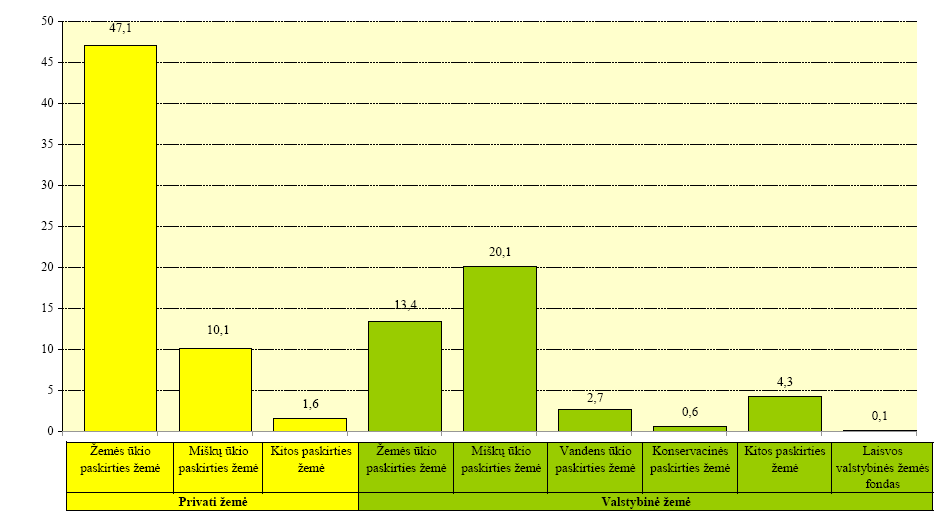 50
47,1
45
40
35
30
25
20,1
20
13,4
15
10,1
10
4,3
5
2,7
1,6
0,6
0,1
0
Žemės ūkio
paskirties žemė
Miškų ūkio
paskirties žemė
Kitos paskirties
žemė
Žemės ūkio
paskirties žemė
Miškų ūkio
paskirties žemė
Vandens ūkio
paskirties žemė
Konservacinės
paskirties žemė
Kitos paskirties
žemė
Laisvos
valstybinės žemės
fondas
Privati žemė
Valstybinė žemė